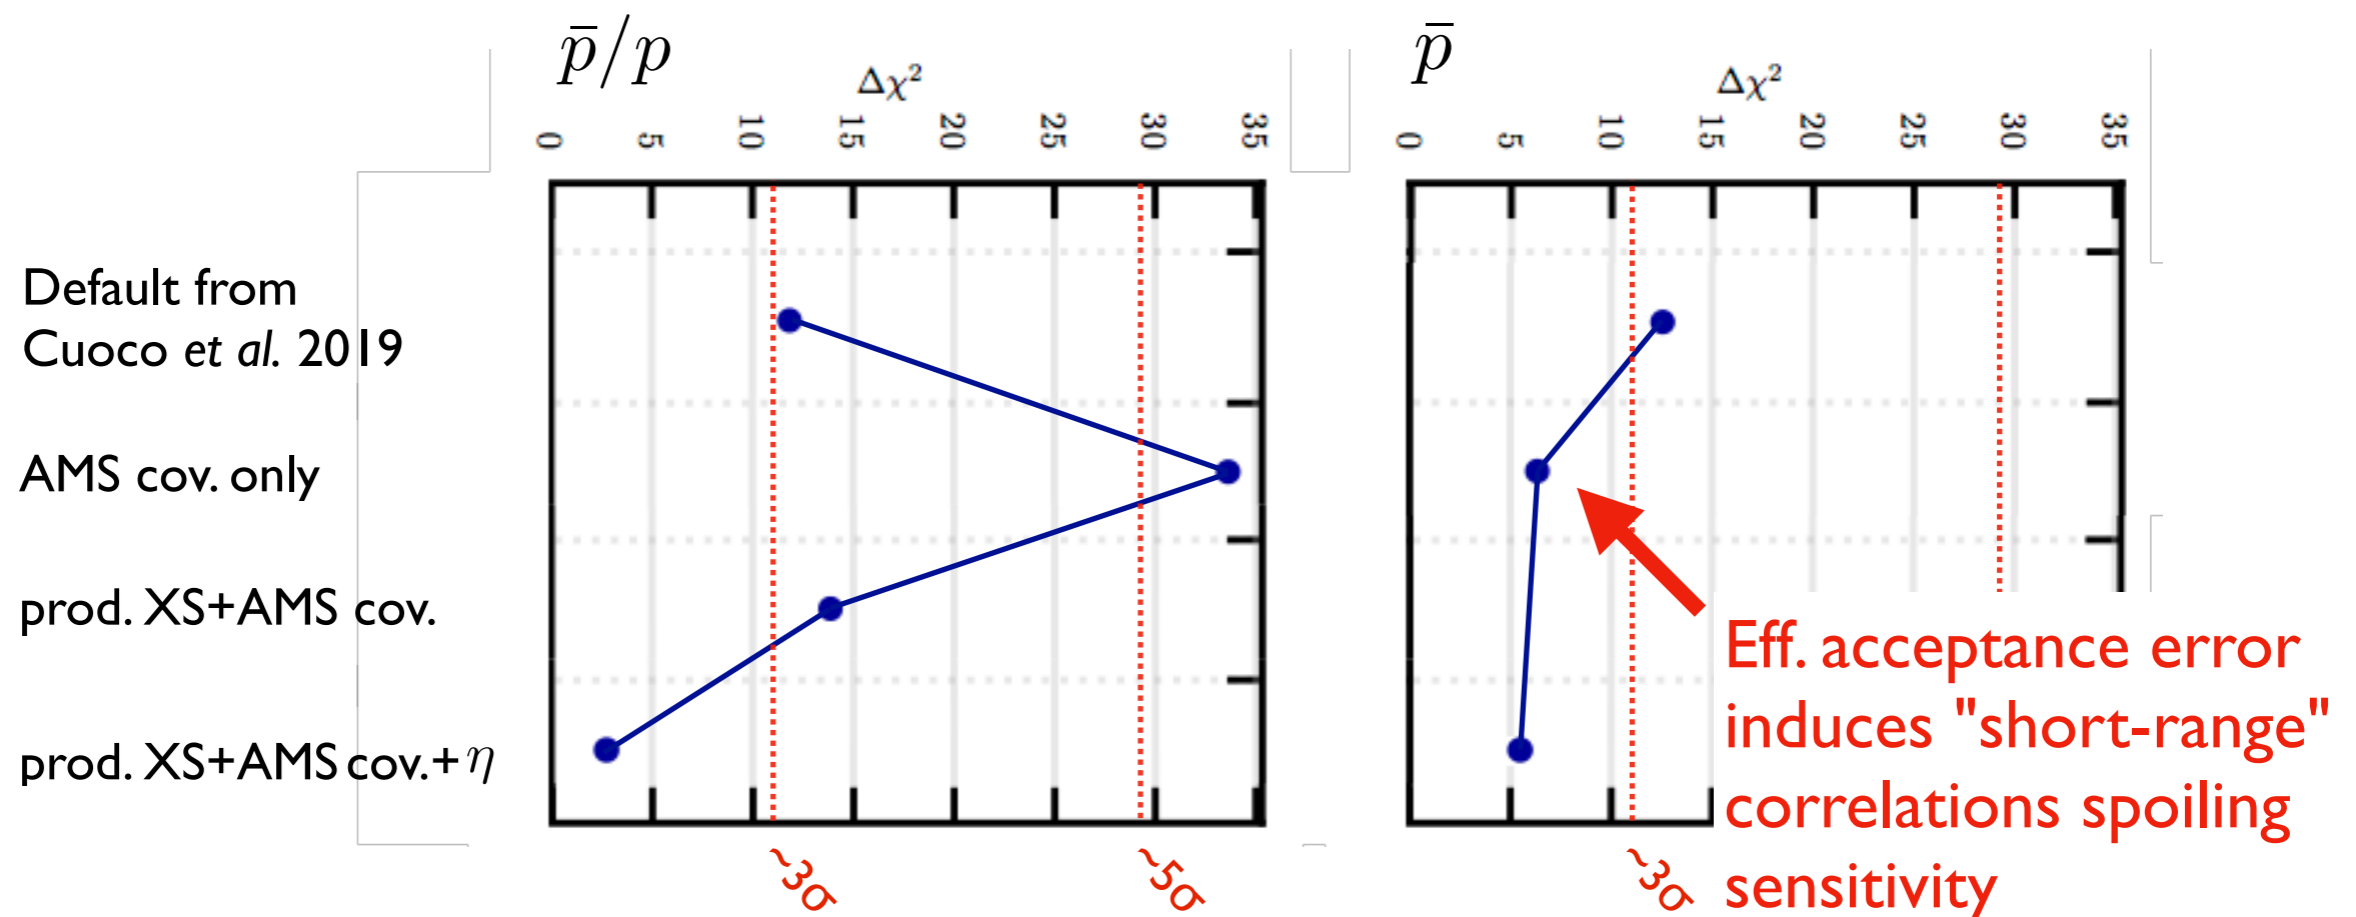 p̄/p
Δχ²
0 5 10 15 20 25 30 35
p̄
Δχ²
0 5 10 15 20 25 30 35
Default from
Cuoco et al. 2019
AMS cov. only
prod. XS+AMS cov.
prod. XS+AMS cov.+η
~3σ
~5σ
~3σ
Eff. acceptance error
induces "short-range"
correlations spoiling
sensitivity